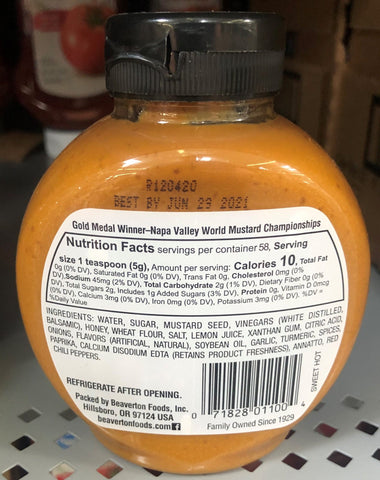 R120420
BEST BY JUN 29 2021
Gold Medal Winner–Napa Valley World Mustard Championships
Nutrition Facts servings per container 58, Serving
size 1 teaspoon (5g), Amount per serving: Calories 10, Total Fat
0g (0% DV), Saturated Fat 0g (0% DV), Trans Fat 0g, Cholesterol 0mg (0%
DV), Sodium 45mg (2% DV), Total Carbohydrate 2g (1% DV), Dietary Fiber 0g (0%
DV), Total Sugars 2g, Includes 1g Added Sugars (3% DV), Protein 0g, Vitamin D 0mcg
(0% DV), Calcium 3mg (0% DV), Iron 0mg (0% DV), Potassium 3mg (0% DV). %DV =
%Daily Value
INGREDIENTS: WATER, SUGAR, MUSTARD SEED, VINEGARS (WHITE DISTILLED,
BALSAMIC), HONEY, WHEAT FLOUR, SALT, LEMON JUICE, XANTHAN GUM, CITRIC ACID,
ONIONS, FLAVORS (ARTIFICIAL, NATURAL), SOYBEAN OIL, GARLIC, TURMERIC, SPICES,
PAPRIKA, CALCIUM DISODIUM EDTA (RETAINS PRODUCT FRESHNESS), ANNATTO, RED
CHILI PEPPERS.
REFRIGERATE AFTER OPENING.
Packed by Beaverton Foods, Inc.
Hillsboro, OR 97124 USA
beavertonfoods.com
0 71828 01100 4
Family Owned Since 1929
SWEET HOT